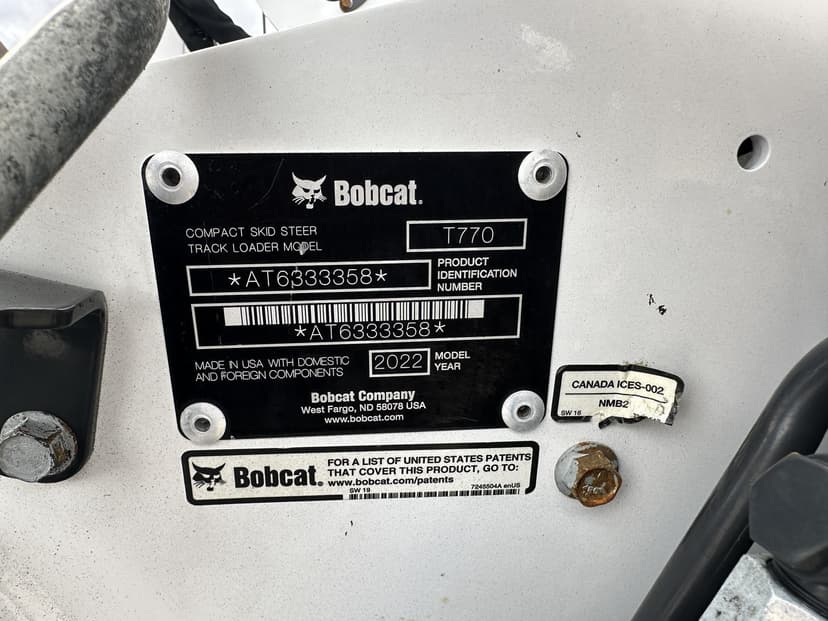 Bobcat.
COMPACT SKID STEER
TRACK LOADER MODEL
T770
*AT6333358*
PRODUCT
IDENTIFICATION
NUMBER
*AT6333358*
MADE IN USA WITH DOMESTIC
AND FOREIGN COMPONENTS
2022
MODEL
YEAR
Bobcat Company
West Fargo, ND 58078 USA
www.bobcat.com
CANADA ICES-002
NMB2
SW 16
Bobcat.
FOR A LIST OF UNITED STATES PATENTS
THAT COVER THIS PRODUCT, GO TO:
www.bobcat.com/patents
SW 19
7245504A enUS